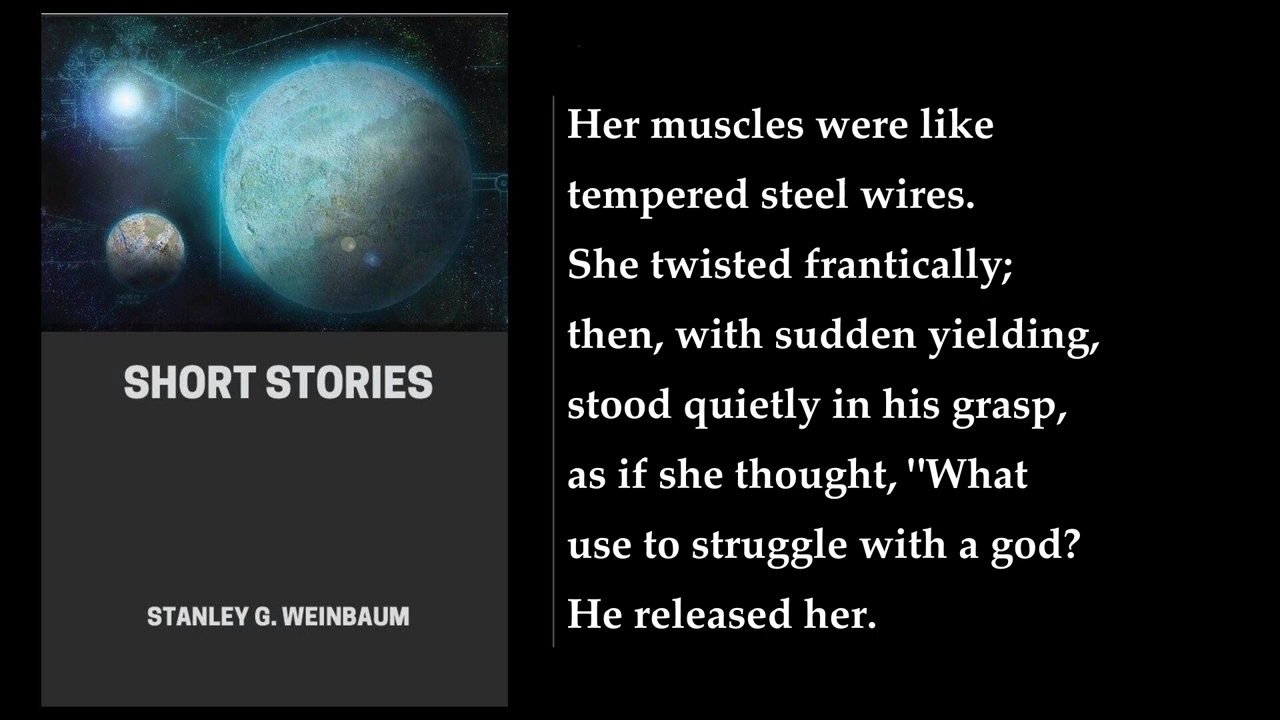 SHORT STORIES
STANLEY G. WEINBAUM
Her muscles were like
tempered steel wires.
She twisted frantically;
then, with sudden yielding,
stood quietly in his grasp,
as if she thought, "What
use to struggle with a god?
He released her.